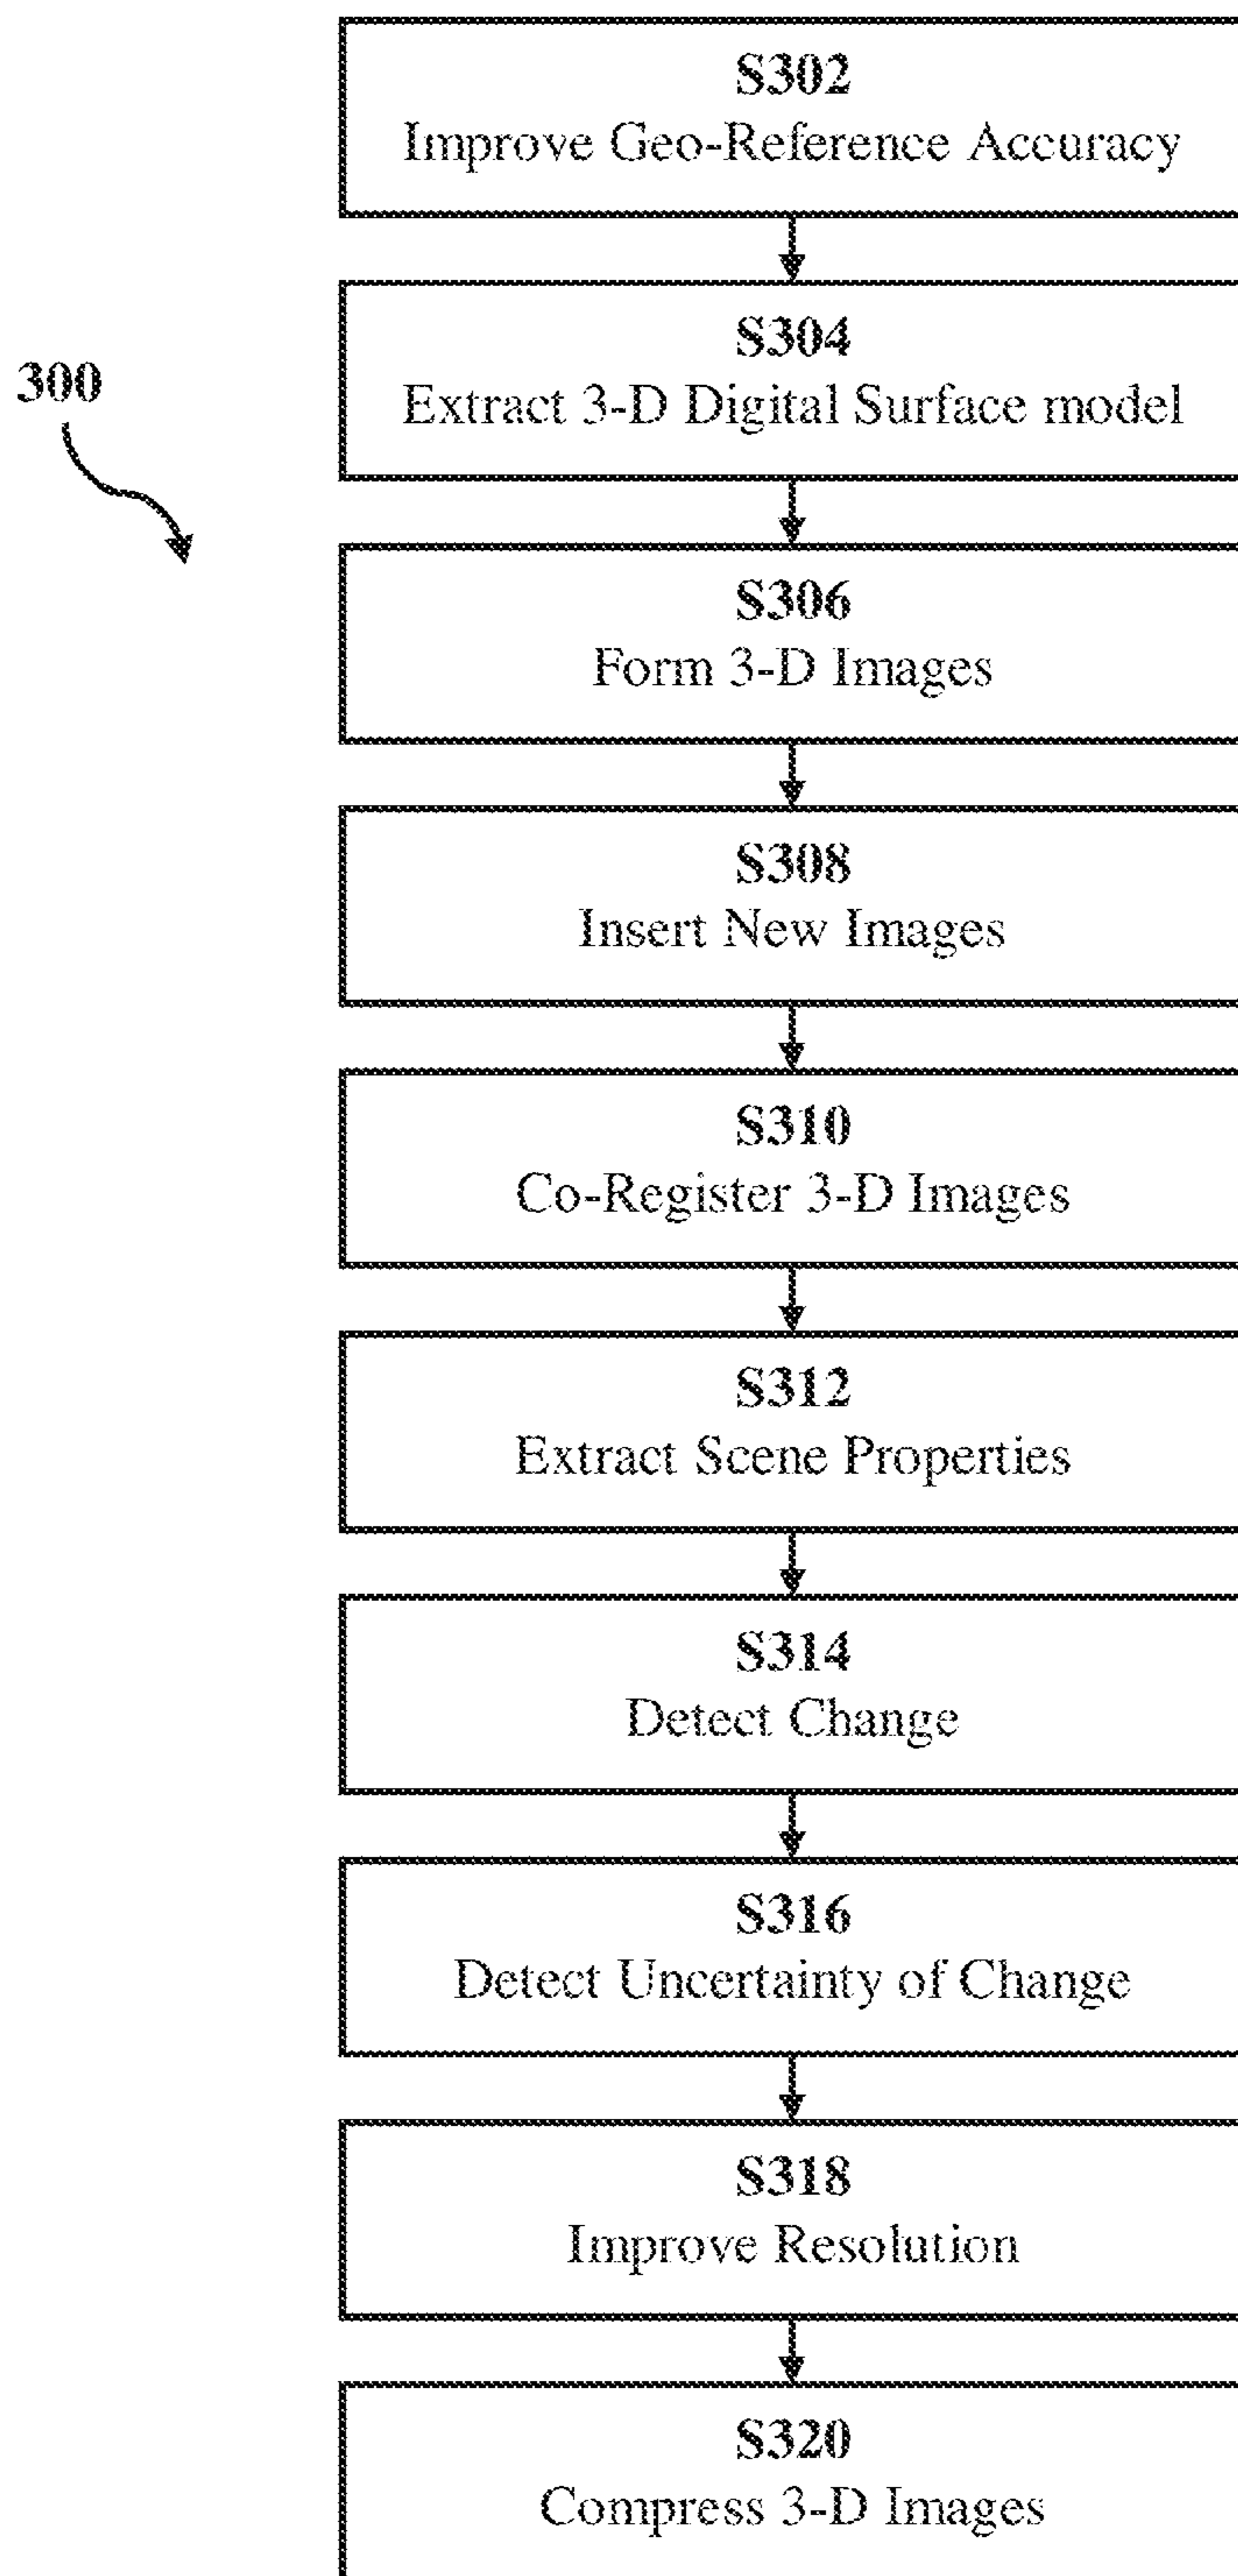 S302
Improve Geo-Reference Accuracy
S304
Extract 3-D Digital Surface model
300
S306
Form 3-D Images
S308
Insert New Images
S310
Co-Register 3-D Images
S312
Extract Scene Properties
S314
Detect Change
S316
Detect Uncertainty of Change
S318
Improve Resolution
S320
Compress 3-D Images